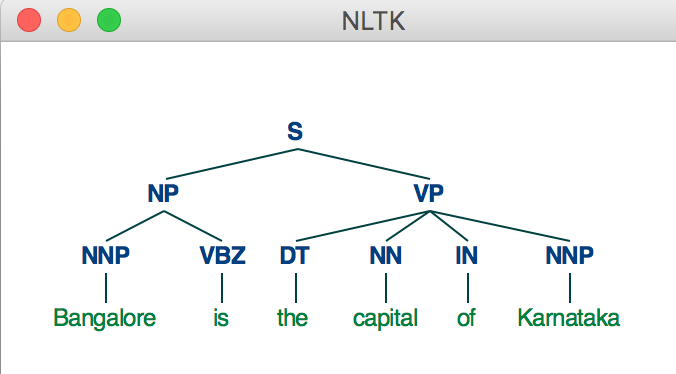 NLTK
S
NP VP
NNP VBZ DT NN IN NNP
Bangalore is the capital of Karnataka